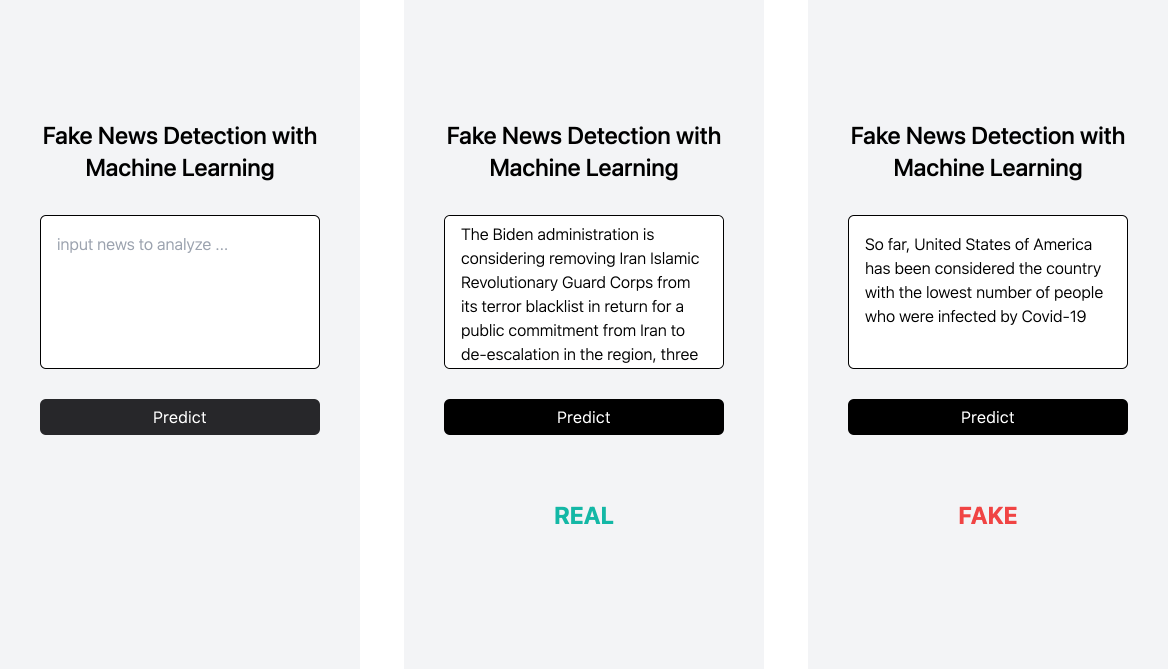 Fake News Detection with
Machine Learning
input news to analyze ...
Predict
Fake News Detection with
Machine Learning
The Biden administration is
considering removing Iran Islamic
Revolutionary Guard Corps from
its terror blacklist in return for a
public commitment from Iran to
de-escalation in the region, three
Predict
REAL
Fake News Detection with
Machine Learning
So far, United States of America
has been considered the country
with the lowest number of people
who were infected by Covid-19
Predict
FAKE